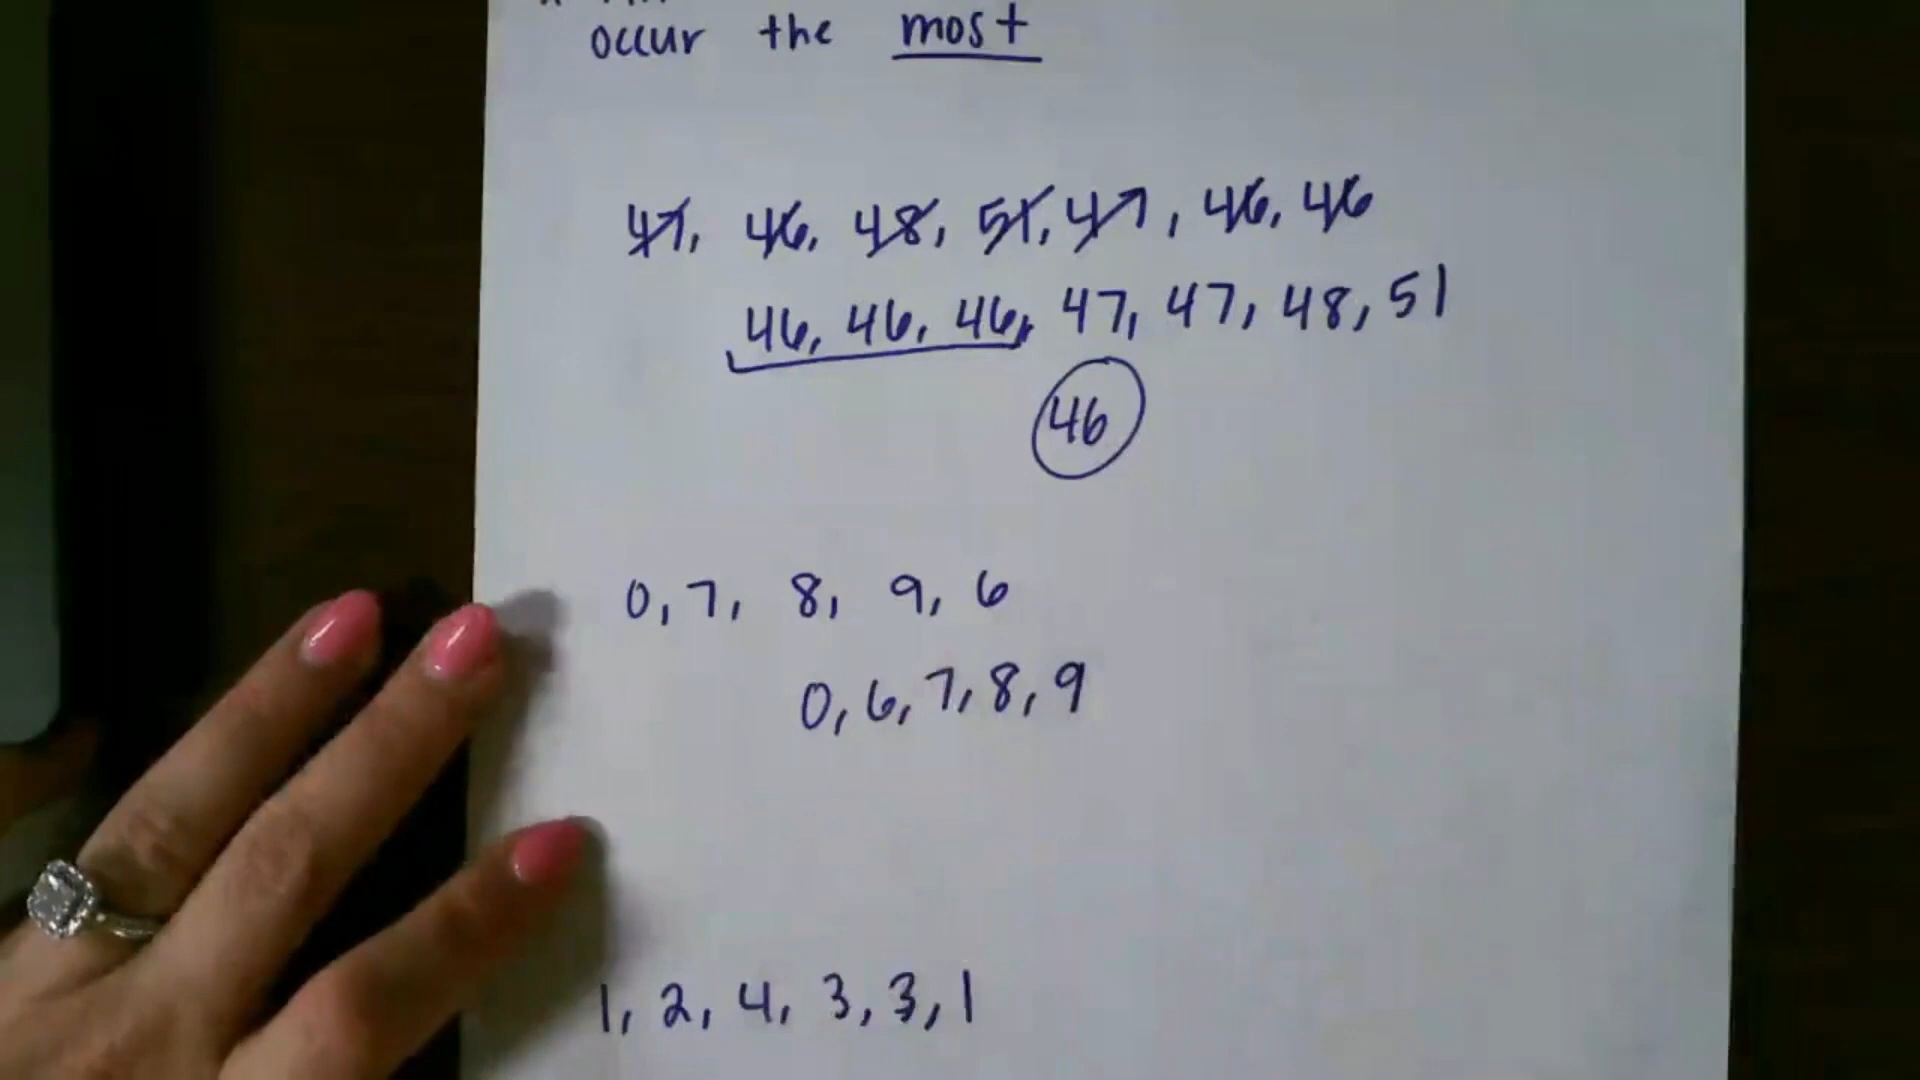 occur the most
47, 46, 48, 51, 47, 46, 46
46, 46, 46, 47, 47, 48, 51
46
0, 7, 8, 9, 6
0, 6, 7, 8, 9
1, 2, 4, 3, 3, 1